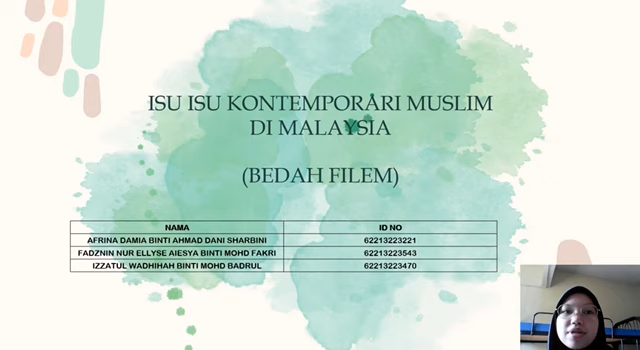 ISU ISU KONTEMPORARI MUSLIM
DI MALAYSIA
(BEDAH FILEM)
NAMA ID NO
AFRINA DAMIA BINTI AHMAD DANI SHARBINI 62213223221
FADZNIN NUR ELLYSE AIESYA BINTI MOHD FAKRI 62213223543
IZZATUL WADHIHAH BINTI MOHD BADRUL 62213223470